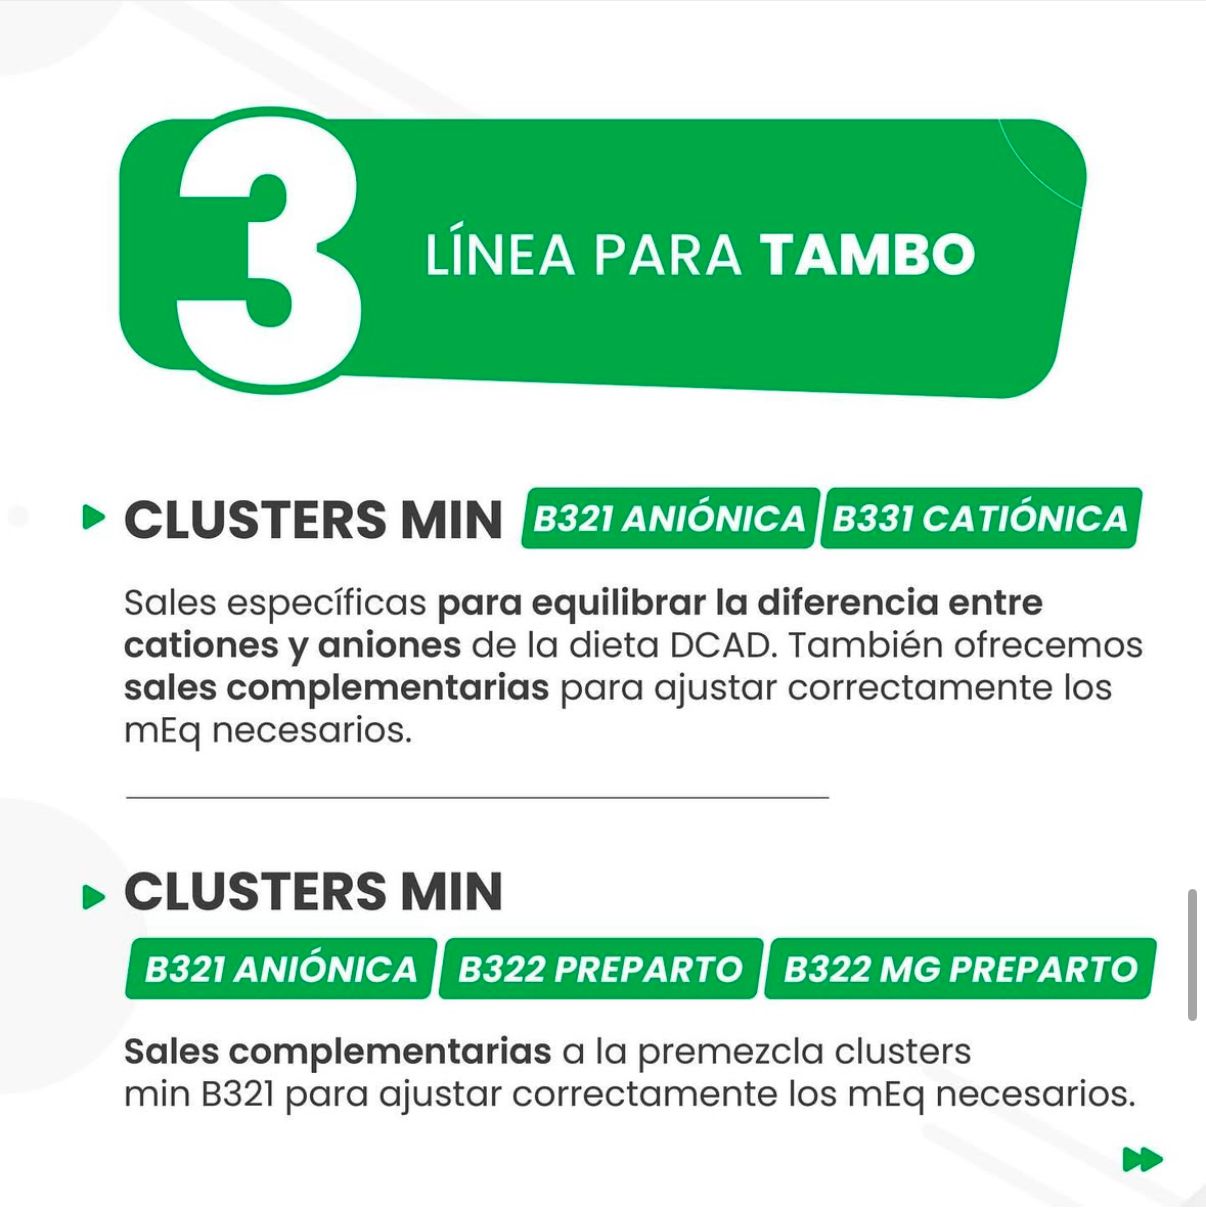 3
LÍNEA PARA TAMBO
CLUSTERS MIN B321 ANIÓNICA B331 CATIÓNICA
Sales específicas para equilibrar la diferencia entre
cationes y aniones de la dieta DCAD. También ofrecemos
sales complementarias para ajustar correctamente los
mEq necesarios.
CLUSTERS MIN
B321 ANIÓNICA B322 PREPARTO B322 MG PREPARTO
Sales complementarias a la premezcla clusters
min B321 para ajustar correctamente los mEq necesarios.